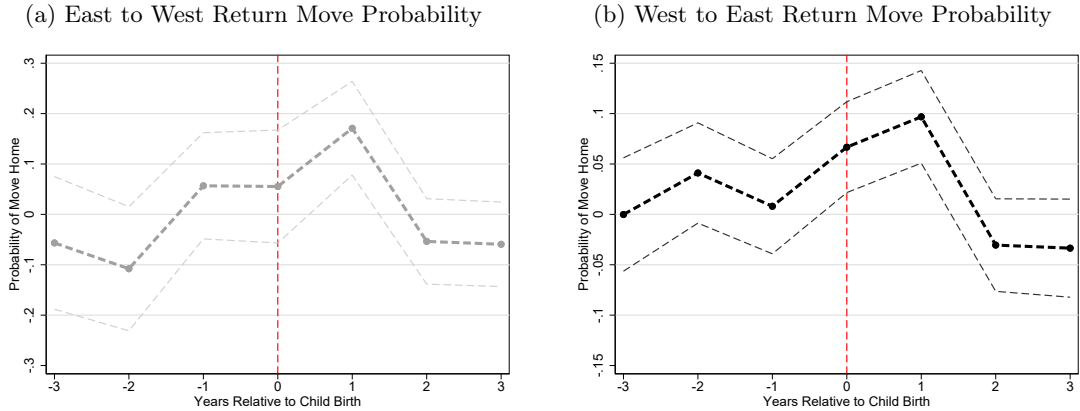 (a) East to West Return Move Probability
Probability of Move Home
.3
.2
.1
0
-.1
-.2
-.3
-3 -2 -1 0 1 2 3
Years Relative to Child Birth
(b) West to East Return Move Probability
Probability of Move Home
.15
.1
.05
0
-.05
-.1
-.15
-3 -2 -1 0 1 2 3
Years Relative to Child Birth